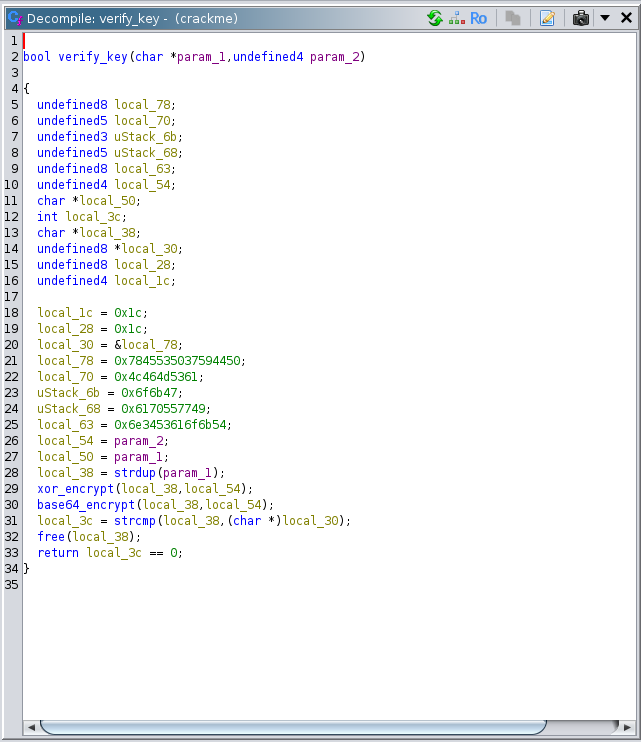 Decompile: verify_key - (crackme)
Ro
1
2 bool verify_key(char *param_1,undefined4 param_2)
3
4 {
5 undefined8 local_78;
6 undefined5 local_70;
7 undefined3 uStack_6b;
8 undefined5 uStack_68;
9 undefined8 local_63;
10 undefined4 local_54;
11 char *local_50;
12 int local_3c;
13 char *local_38;
14 undefined8 *local_30;
15 undefined8 local_28;
16 undefined4 local_1c;
17
18 local_1c = 0x1c;
19 local_28 = 0x1c;
20 local_30 = &local_78;
21 local_78 = 0x7845535037594450;
22 local_70 = 0x4c464d5361;
23 uStack_6b = 0x6f6b47;
24 uStack_68 = 0x6170557749;
25 local_63 = 0x6e3453616f6b54;
26 local_54 = param_2;
27 local_50 = param_1;
28 local_38 = strdup(param_1);
29 xor_encrypt(local_38,local_54);
30 base64_encrypt(local_38,local_54);
31 local_3c = strcmp(local_38,(char *)local_30);
32 free(local_38);
33 return local_3c == 0;
34 }
35